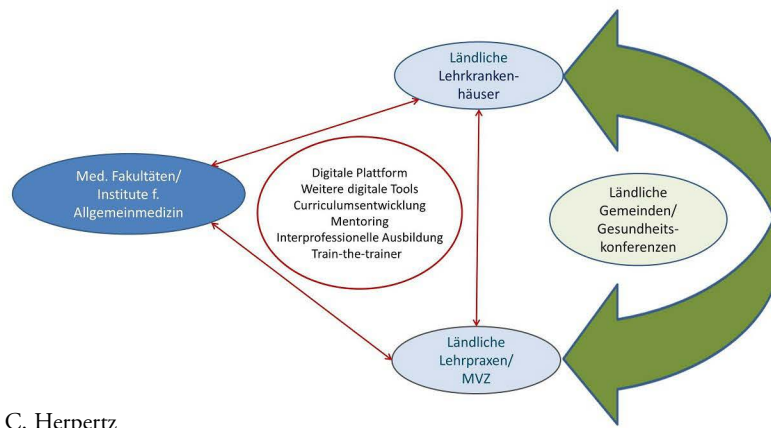 Ländliche
Lehrkranken-
häuser
Med. Fakultäten/
Institute f.
Allgemeinmedizin
Digitale Plattform
Weitere digitale Tools
Curriculumsentwicklung
Mentoring
Interprofessionelle Ausbildung
Train-the-trainer
Ländliche
Gemeinden/
Gesundheits-
konferenzen
Ländliche
Lehrpraxen/
MVZ
C. Herpertz